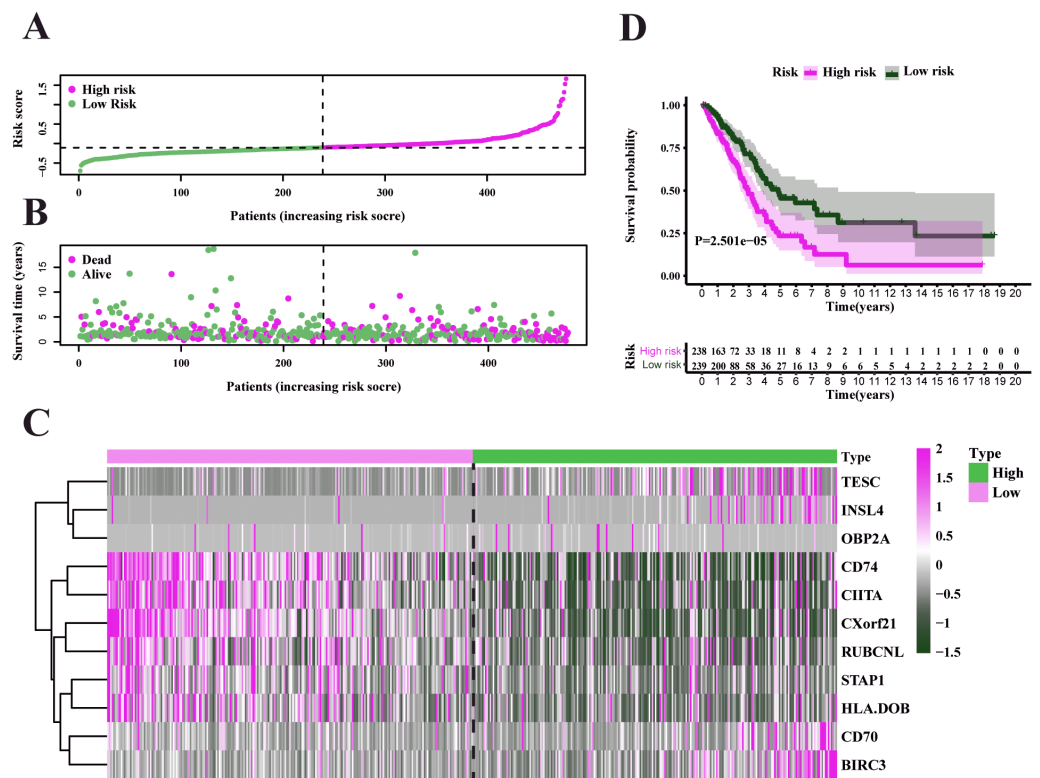 A
High risk
Low Risk
Risk score
1.5
0.5
−0.5
1
100
200
300
400
Patients (increasing risk socre)
B
Dead
Alive
Survival time (years)
15
10
5
0
0
100
200
300
400
Patients (increasing risk socre)
D
Risk High risk Low risk
Survival probability
1.00
0.75
0.50
0.25
0.00
P=2.501e−05
0 1 2 3 4 5 6 7 8 9 10 11 12 13 14 15 16 17 18 19 20
Time(years)
Risk
High risk 238 163 72 33 18 11 8 4 2 2 1 1 1 1 1 1 1 1 0 0 0
Low risk 239 200 88 58 36 27 16 13 9 6 6 5 5 4 2 2 2 2 2 0 0
0 1 2 3 4 5 6 7 8 9 10 11 12 13 14 15 16 17 18 19 20
Time(years)
C
Type
TESC
INSL4
OBP2A
CD74
CIITA
CXorf21
RUBCNL
STAP1
HLA.DOB
CD70
BIRC3
2
1.5
1
0.5
0
−0.5
−1
−1.5
Type
High
Low